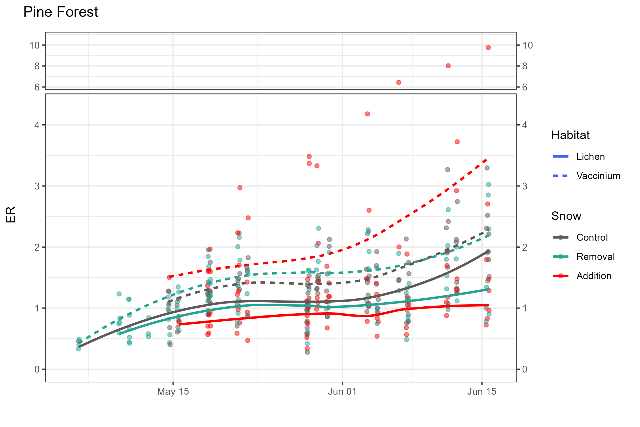 Pine Forest
10 10
8 8
6 6
4 4
3 3
2 2
1 1
0 0
ER
May 15 Jun 01 Jun 15
Habitat
Lichen
Vaccinium
Snow
Control
Removal
Addition